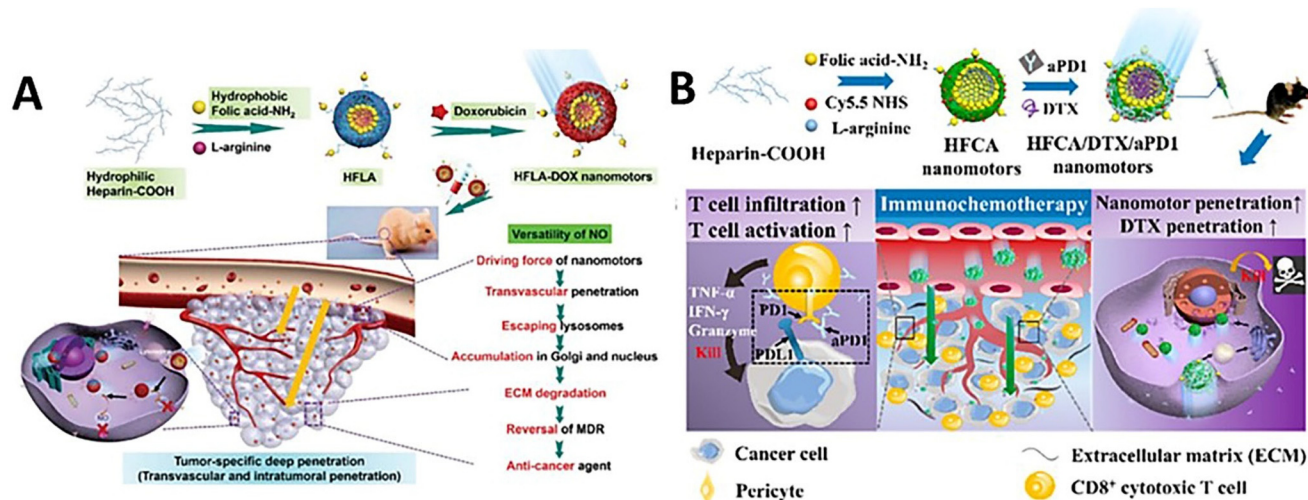 A
Hydrophobic
Folic acid-NH2
L-arginine
Doxorubicin
Hydrophilic
Heparin-COOH
HFLA
HFLA-DOX nanomotors
Versatility of NO
Driving force of nanomotors
Transvascular penetration
Escaping lysosomes
Accumulation in Golgi and nucleus
ECM degradation
Reversal of MDR
Anti-cancer agent
NO
Tumor-specific deep penetration
(Transvascular and intratumoral penetration)
B
Folic acid-NH2
Cy5.5 NHS
L-arginine
aPD1
DTX
Heparin-COOH
HFCA
nanomotors
HFCA/DTX/aPD1
nanomotors
T cell infiltration ↑
T cell activation ↑
Immunochemotherapy
Nanomotor penetration↑
DTX penetration ↑
TNF-α
IFN-γ
Granzyme
Kill
PD1
aPD1
PDL1
Kill
Cancer cell
Pericyte
Extracellular matrix (ECM)
CD8+ cytotoxic T cell